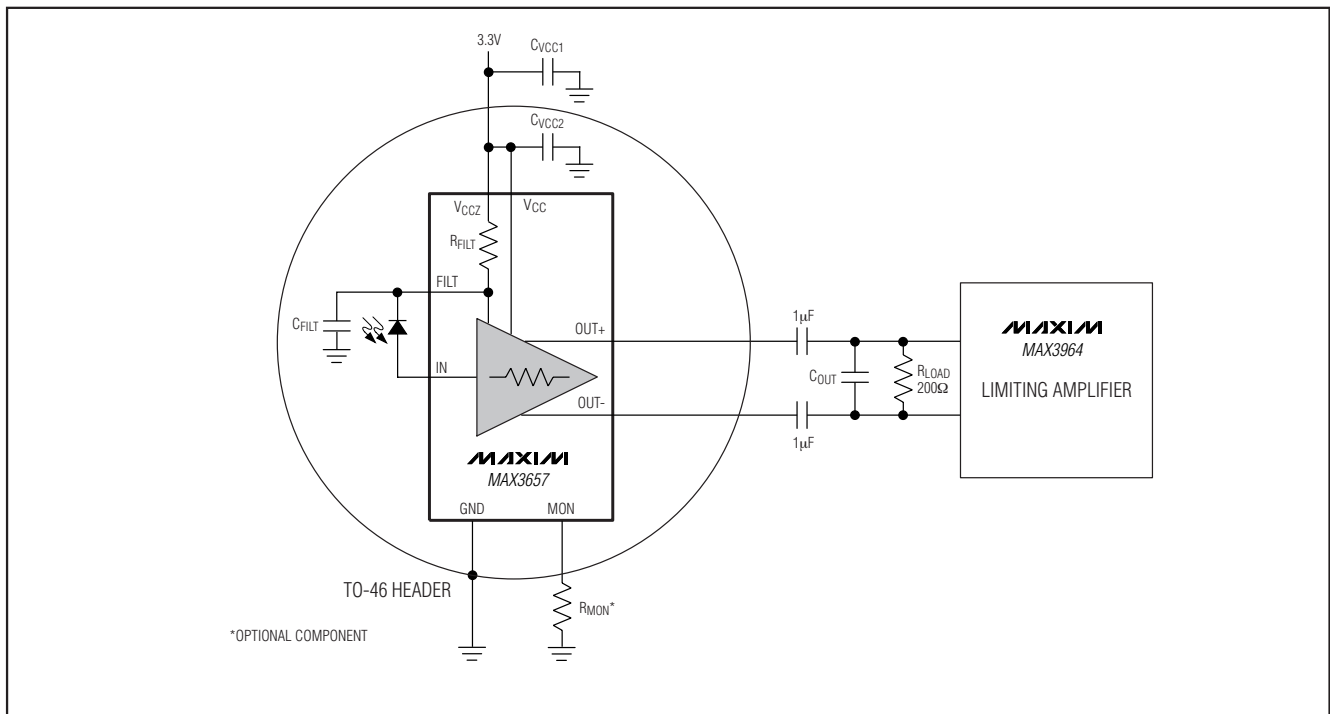 3.3V
CVCC1
CVCC2
VCCZ
VCC
RFILT
FILT
CFILT
IN
OUT+
OUT-
1µF
1µF
COUT
RLOAD
200Ω
MAXIM
MAX3964
LIMITING AMPLIFIER
MAXIM
MAX3657
GND
MON
TO-46 HEADER
RMON*
*OPTIONAL COMPONENT